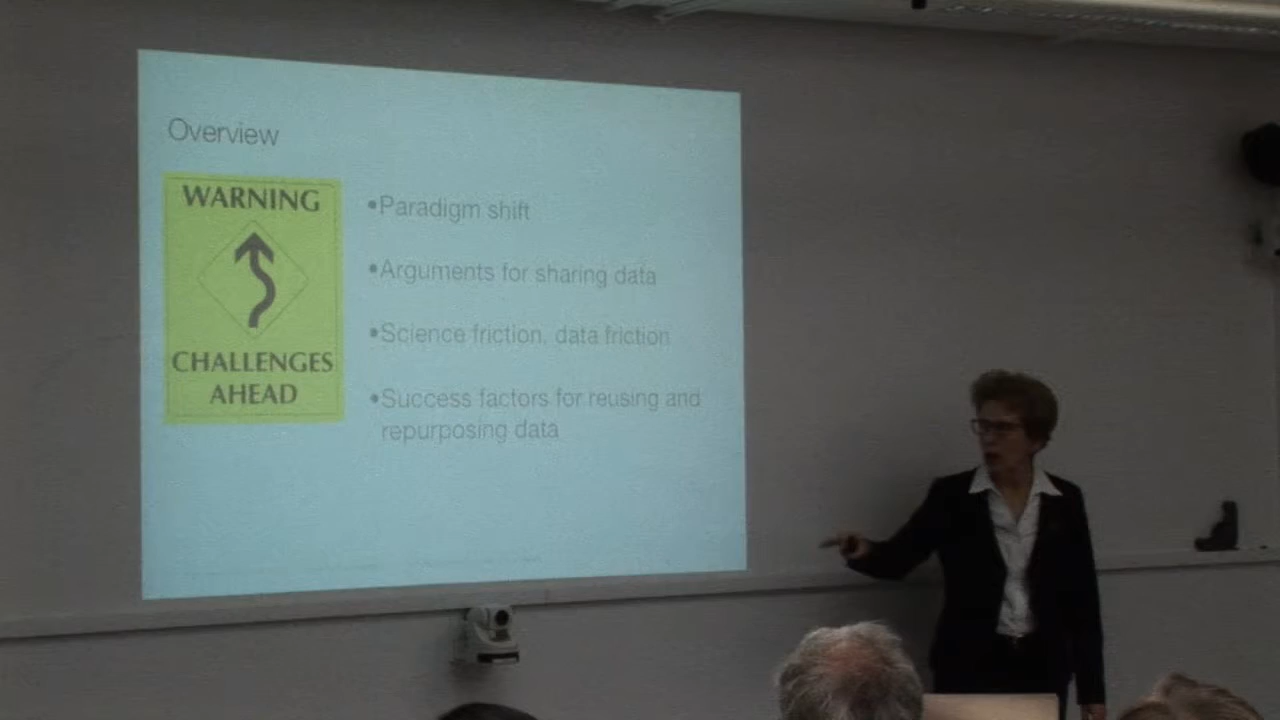 Overview
WARNING
CHALLENGES
AHEAD
•Paradigm shift
•Arguments for sharing data
•Science friction, data friction
•Success factors for reusing and
repurposing data